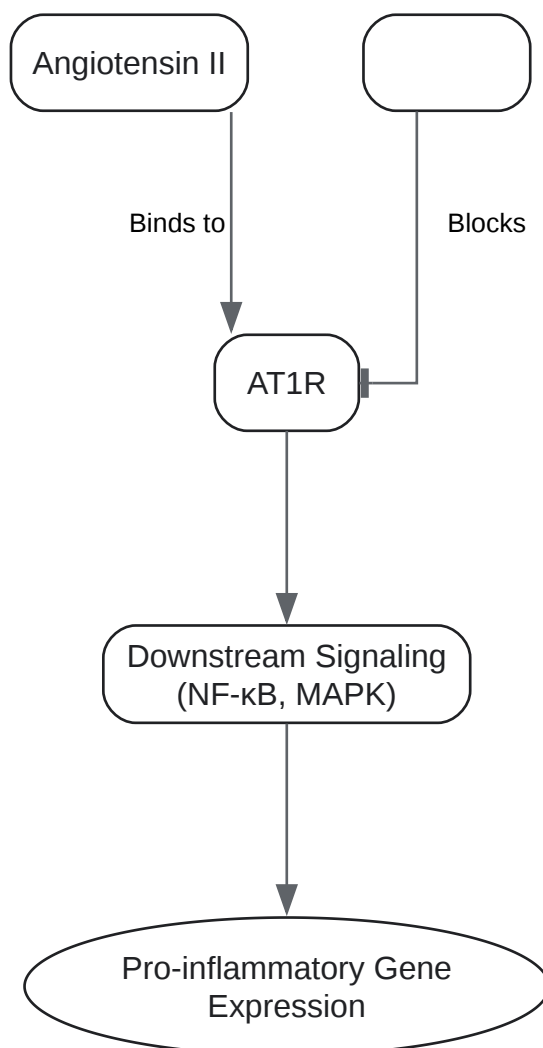 Angiotensin II
Binds to
Blocks
AT1R
Downstream Signaling
(NF-κB, MAPK)
Pro-inflammatory Gene
Expression